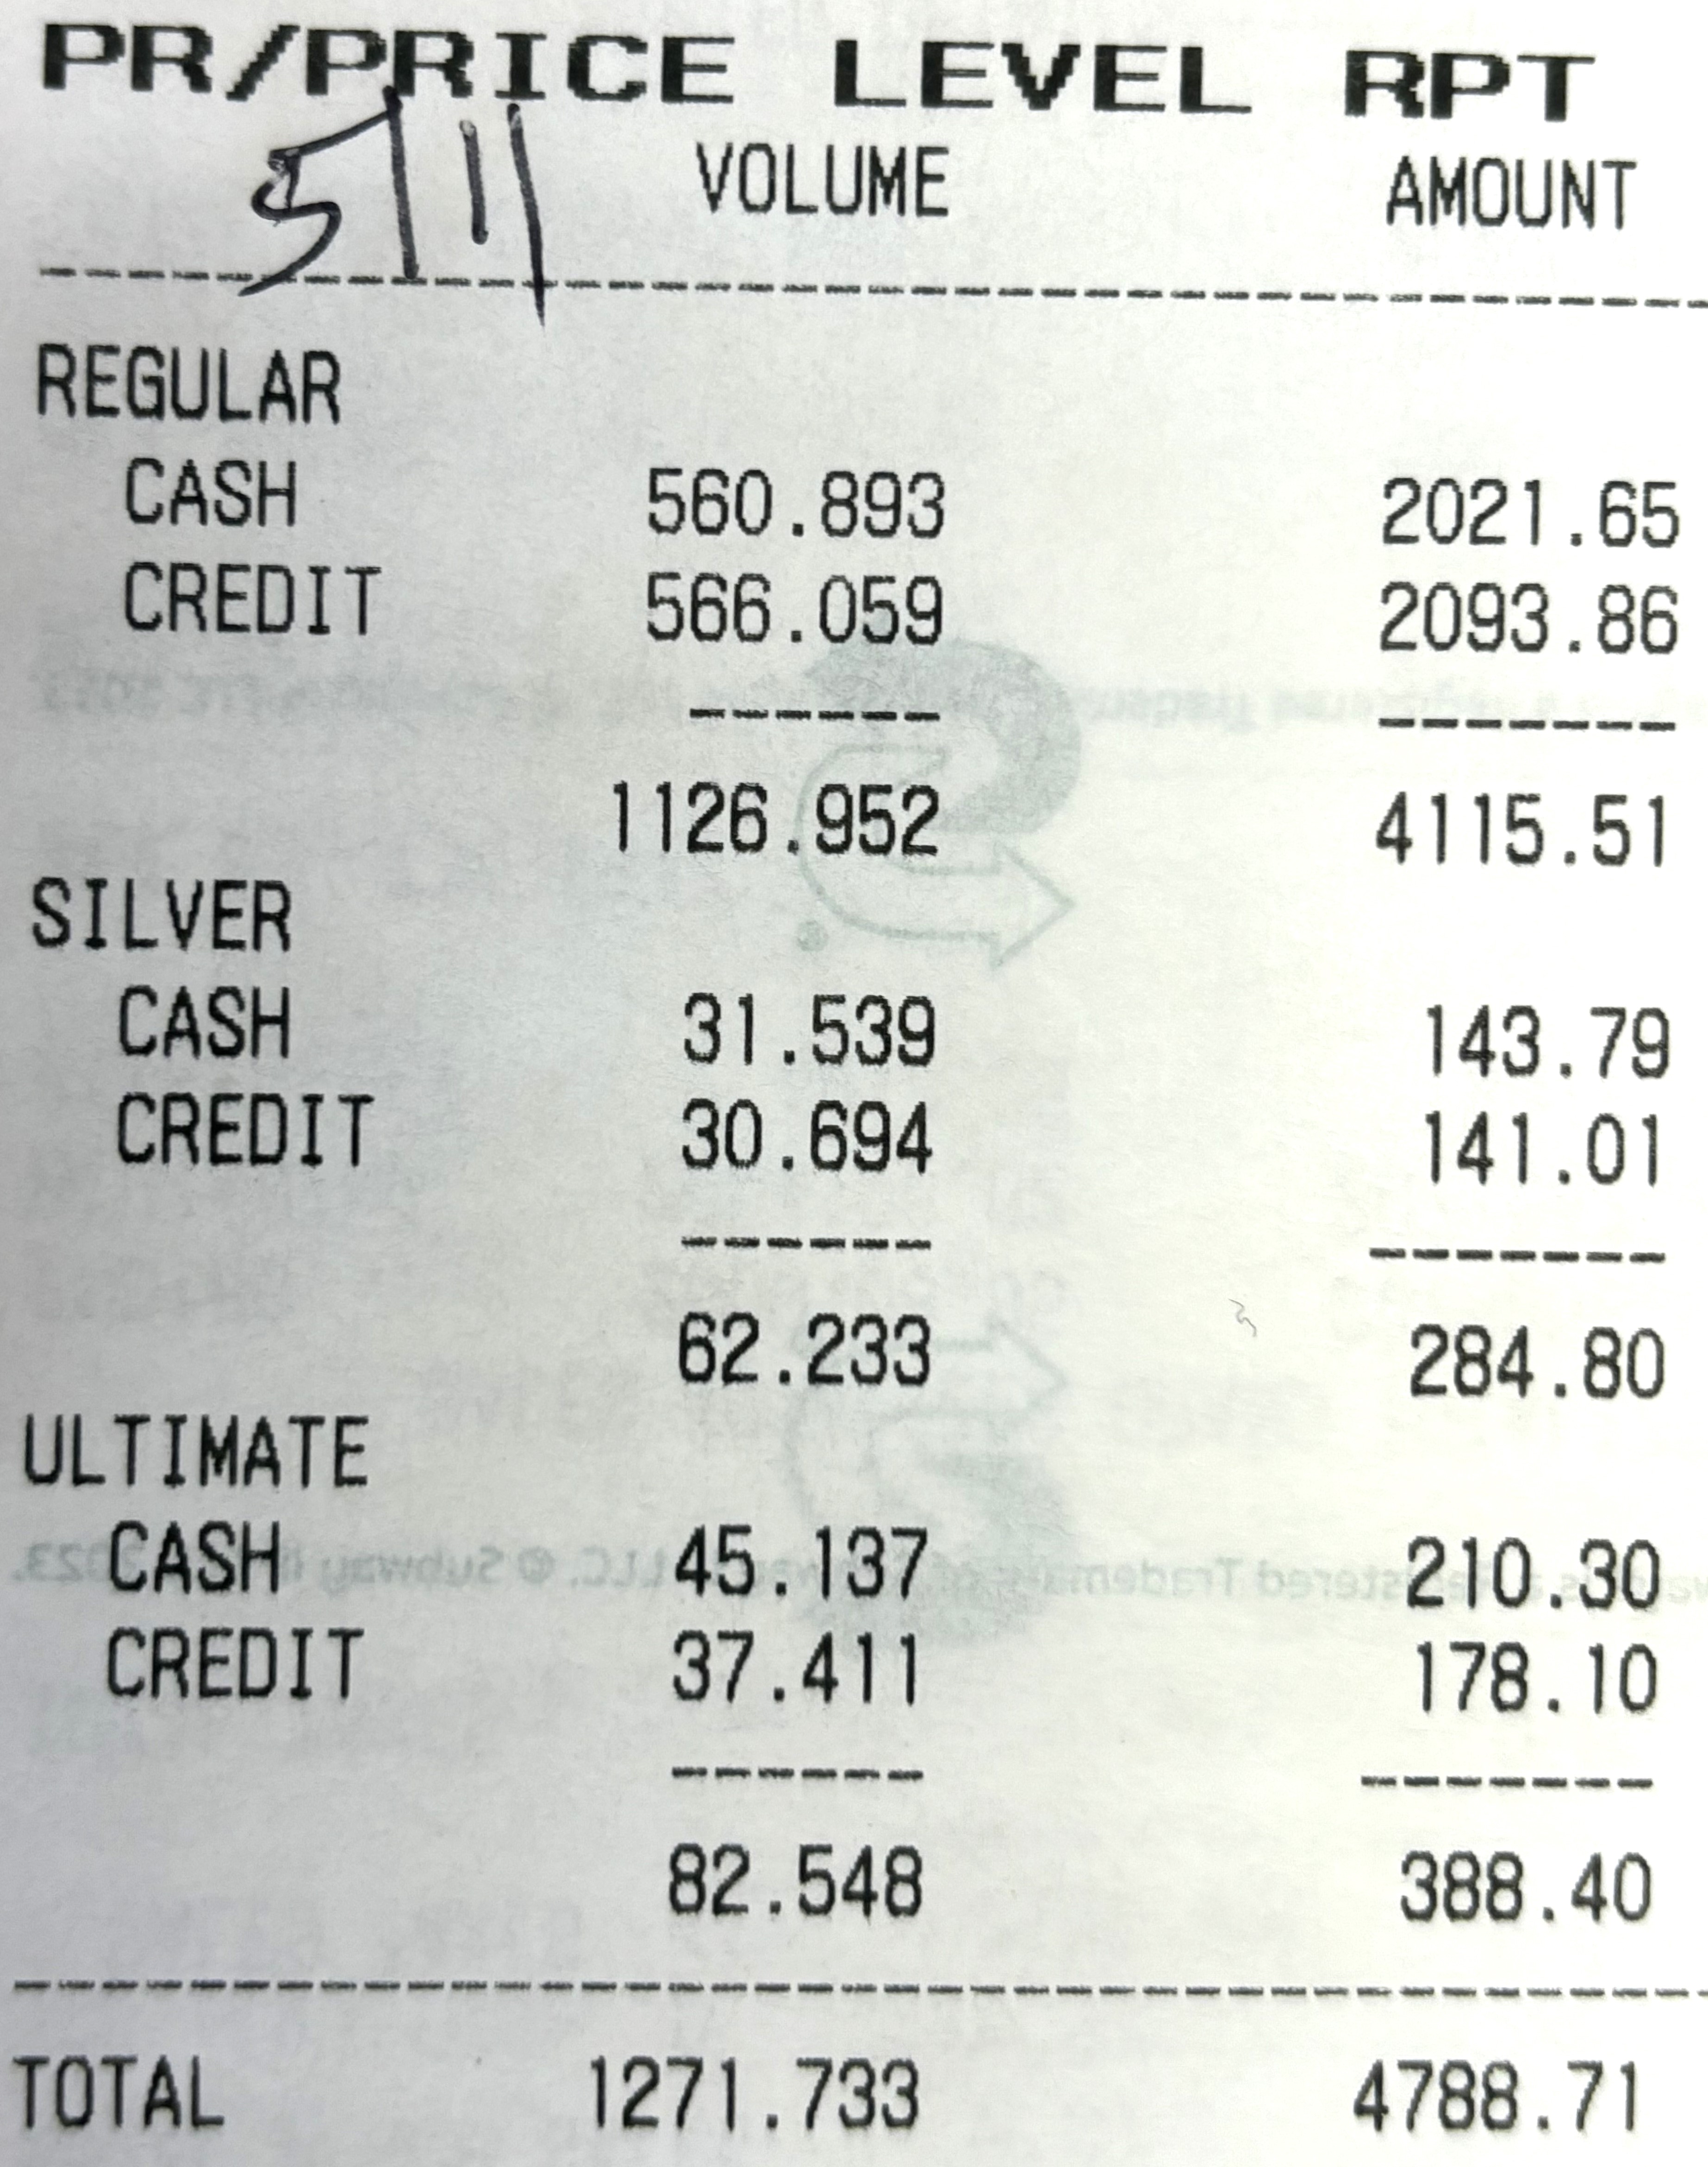 PR/PRICE LEVEL RPT
5/11 VOLUME AMOUNT
REGULAR
CASH 560.893 2021.65
CREDIT 566.059 2093.86
------ -------
1126.952 4115.51
SILVER
CASH 31.539 143.79
CREDIT 30.694 141.01
------ -------
62.233 284.80
ULTIMATE
CASH 45.137 210.30
CREDIT 37.411 178.10
------ -------
82.548 388.40
TOTAL 1271.733 4788.71